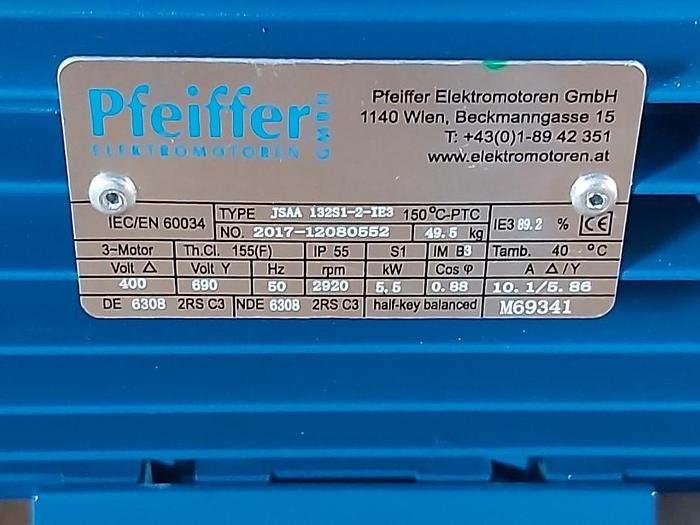 Pfeiffer
ELEKTROMOTOREN GMBH
Pfeiffer Elektromotoren GmbH
1140 Wien, Beckmanngasse 15
T: +43(0)1-89 42 351
www.elektromotoren.at
IEC/EN 60034 TYPE JSAA 132S1-2-IE3 150°C-PTC IE3 89.2 % CE
NO. 2017-12080552 49.5 kg
3~Motor Th.Cl. 155(F) IP 55 S1 IM B3 Tamb. 40 °C
Volt Δ Volt Y Hz rpm kW Cos φ A Δ/Y
400 690 50 2920 5.5 0.88 10.1/5.86
DE 6308 2RS C3 NDE 6308 2RS C3 half-key balanced M69341